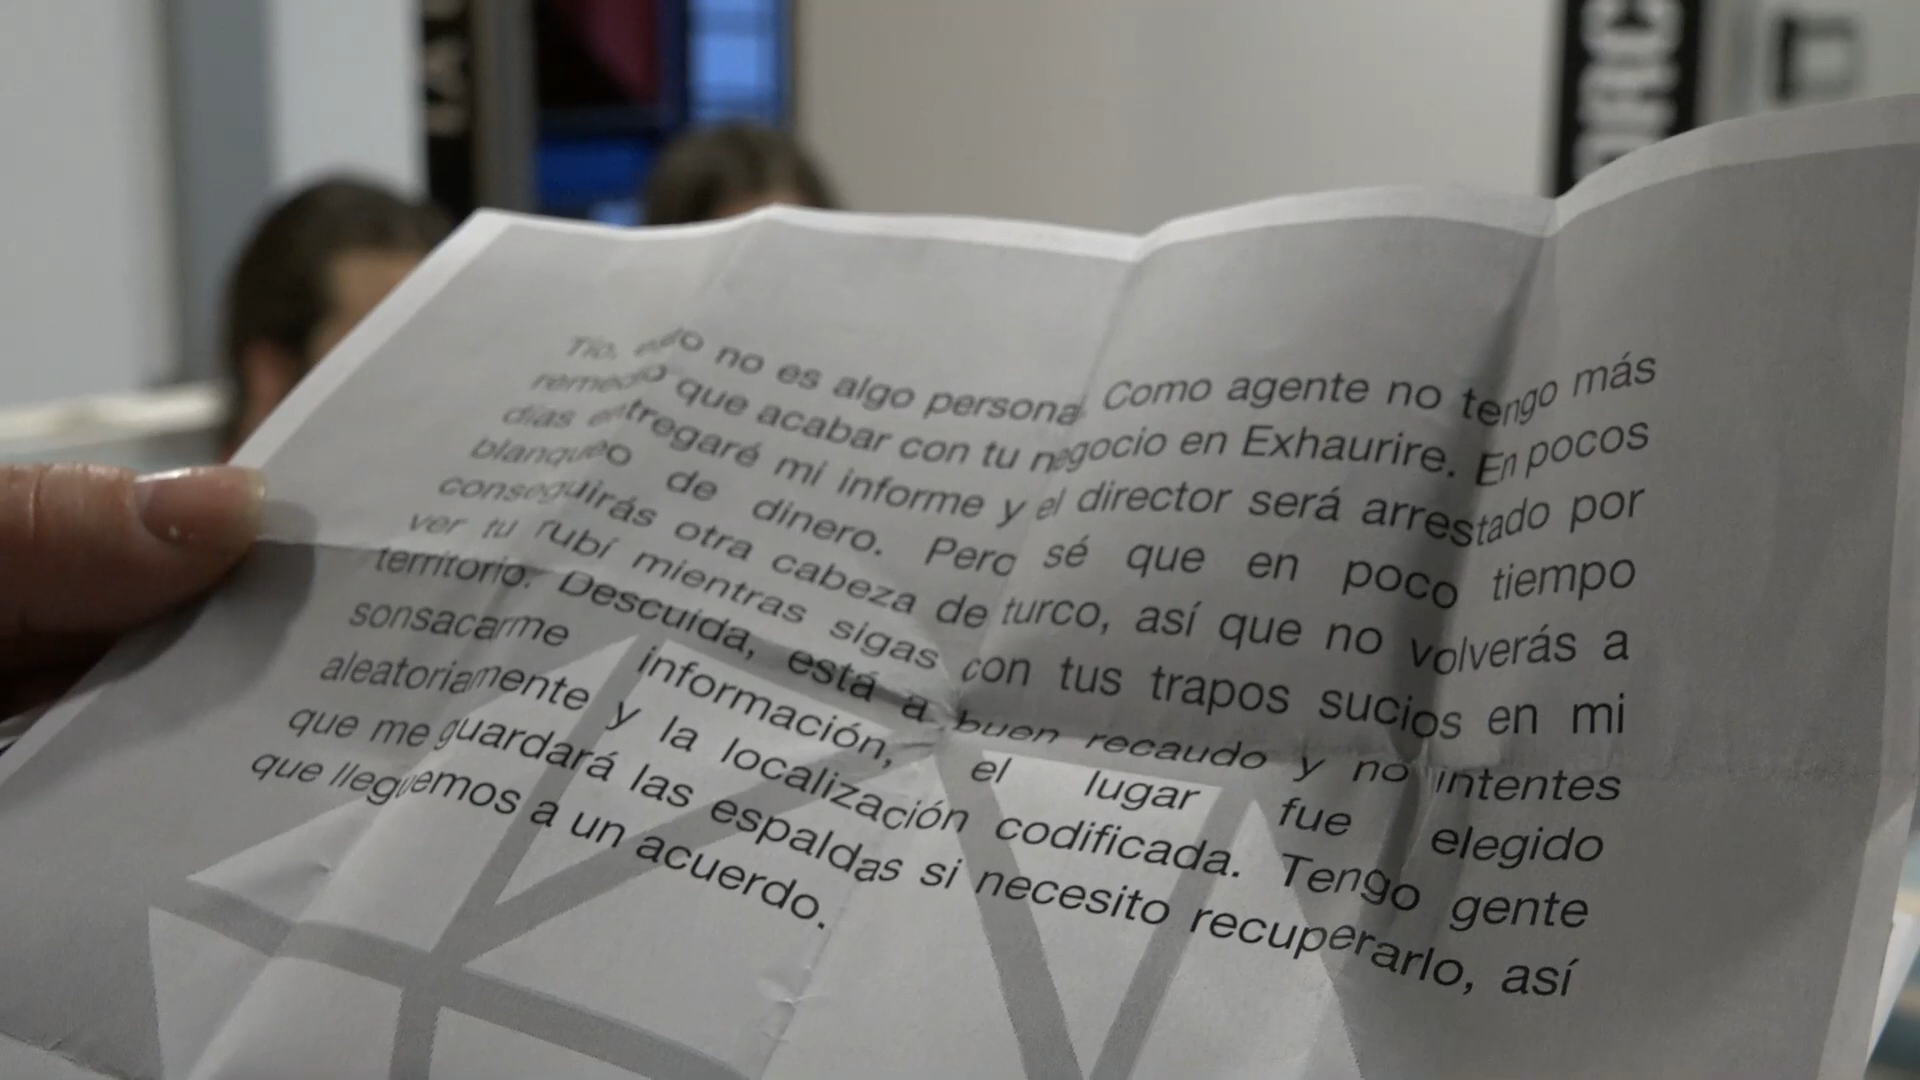 Tío, esto no es algo personal. Como agente no tengo más
remedio que acabar con tu negocio en Exhaurire. En pocos
días entregaré mi informe y el director será arrestado por
blanqueo de dinero. Pero sé que en poco tiempo
conseguirás otra cabeza de turco, así que no volverás a
ver tu rubí mientras sigas con tus trapos sucios en mi
territorio. Descuida, está a buen recaudo y no intentes
sonsacarme información, el lugar fue elegido
aleatoriamente y la localización codificada. Tengo gente
que me guardará las espaldas si necesito recuperarlo, así
que lleguemos a un acuerdo.